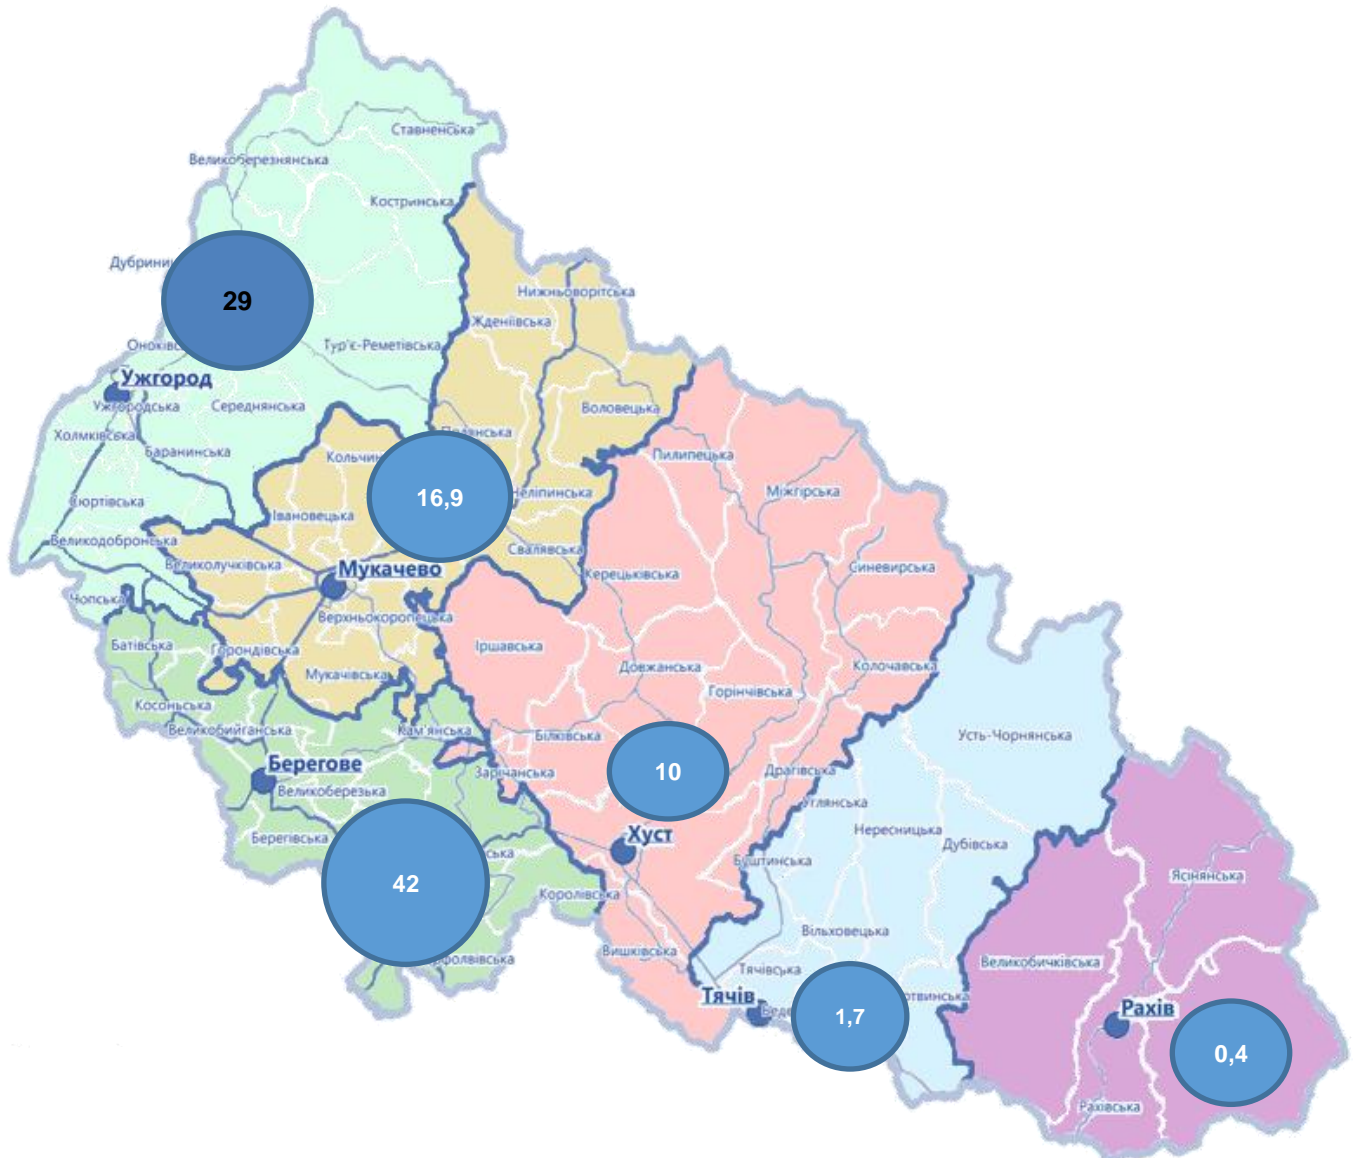 Ставненська
Великоберезнянська
Костринська
29
Нижньоворітська
Жденіївська
Тур'є-Реметівська
Ужгород
Ужгородська
Середнянська
Воловецька
Холмківська
Баранинська
Пилипецька
16,9
Міжгірська
Сюртівська
Івановецька
Великодобронська
Свалявська
Великолучківська
Мукачево
Керецьківська
Синевирська
Чопська
Верхньокоропецька
Батівська
Горондівська
Іршавська
Мукачівська
Довжанська
Колочавська
Горінчівська
Косоньська
Великобийганська
Кам'янська
Білківська
Усть-Чорнянська
Берегове
Зарічанська
10
Драгівська
Великоберезька
Углянська
Берегівська
Хуст
Нересницька
Дубівська
Буштинська
42
Ясінянська
Королівська
Вільховецька
Вишківська
Великобичківська
Тячівська
Тячів
1,7
Рахів
0,4
Рахівська